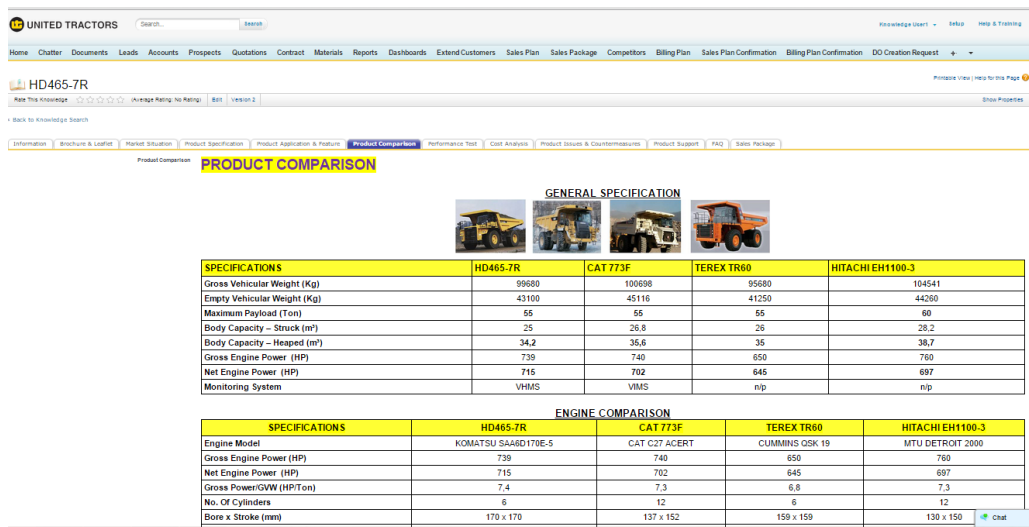 UNITED TRACTORS Search... Search Knowledge User1 Setup Help & Training
Home Chatter Documents Leads Accounts Prospects Quotations Contract Materials Reports Dashboards Extend Customers Sales Plan Sales Package Competitors Billing Plan Sales Plan Confirmation Billing Plan Confirmation DO Creation Request +
HD465-7R Printable View | Help for this Page
Rate This Knowledge (Average Rating: No Rating) Edit Version 2 Show Properties
Back to Knowledge Search
Information Brochure & Leaflet Market Situation Product Specification Product Application & Feature Product Comparison Performance Test Cost Analysis Product Issues & Countermeasures Product Support FAQ Sales Package
Product Comparison PRODUCT COMPARISON
GENERAL SPECIFICATION
SPECIFICATIONS HD465-7R CAT 773F TEREX TR60 HITACHI EH1100-3
Gross Vehicular Weight (Kg) 99680 100698 95680 104541
Empty Vehicular Weight (Kg) 43100 45116 41250 44260
Maximum Payload (Ton) 55 55 55 60
Body Capacity – Struck (m³) 25 26,8 26 28,2
Body Capacity – Heaped (m³) 34,2 35,6 35 38,7
Gross Engine Power (HP) 739 740 650 760
Net Engine Power (HP) 715 702 645 697
Monitoring System VHMS VIMS n/p n/p
ENGINE COMPARISON
SPECIFICATIONS HD465-7R CAT 773F TEREX TR60 HITACHI EH1100-3
Engine Model KOMATSU SAA6D170E-5 CAT C27 ACERT CUMMINS QSK 19 MTU DETROIT 2000
Gross Engine Power (HP) 739 740 650 760
Net Engine Power (HP) 715 702 645 697
Gross Power/GVW (HP/Ton) 7,4 7,3 6,8 7,3
No. Of Cylinders 6 12 6 12
Bore x Stroke (mm) 170 x 170 137 x 152 159 x 159 130 x 150
Chat